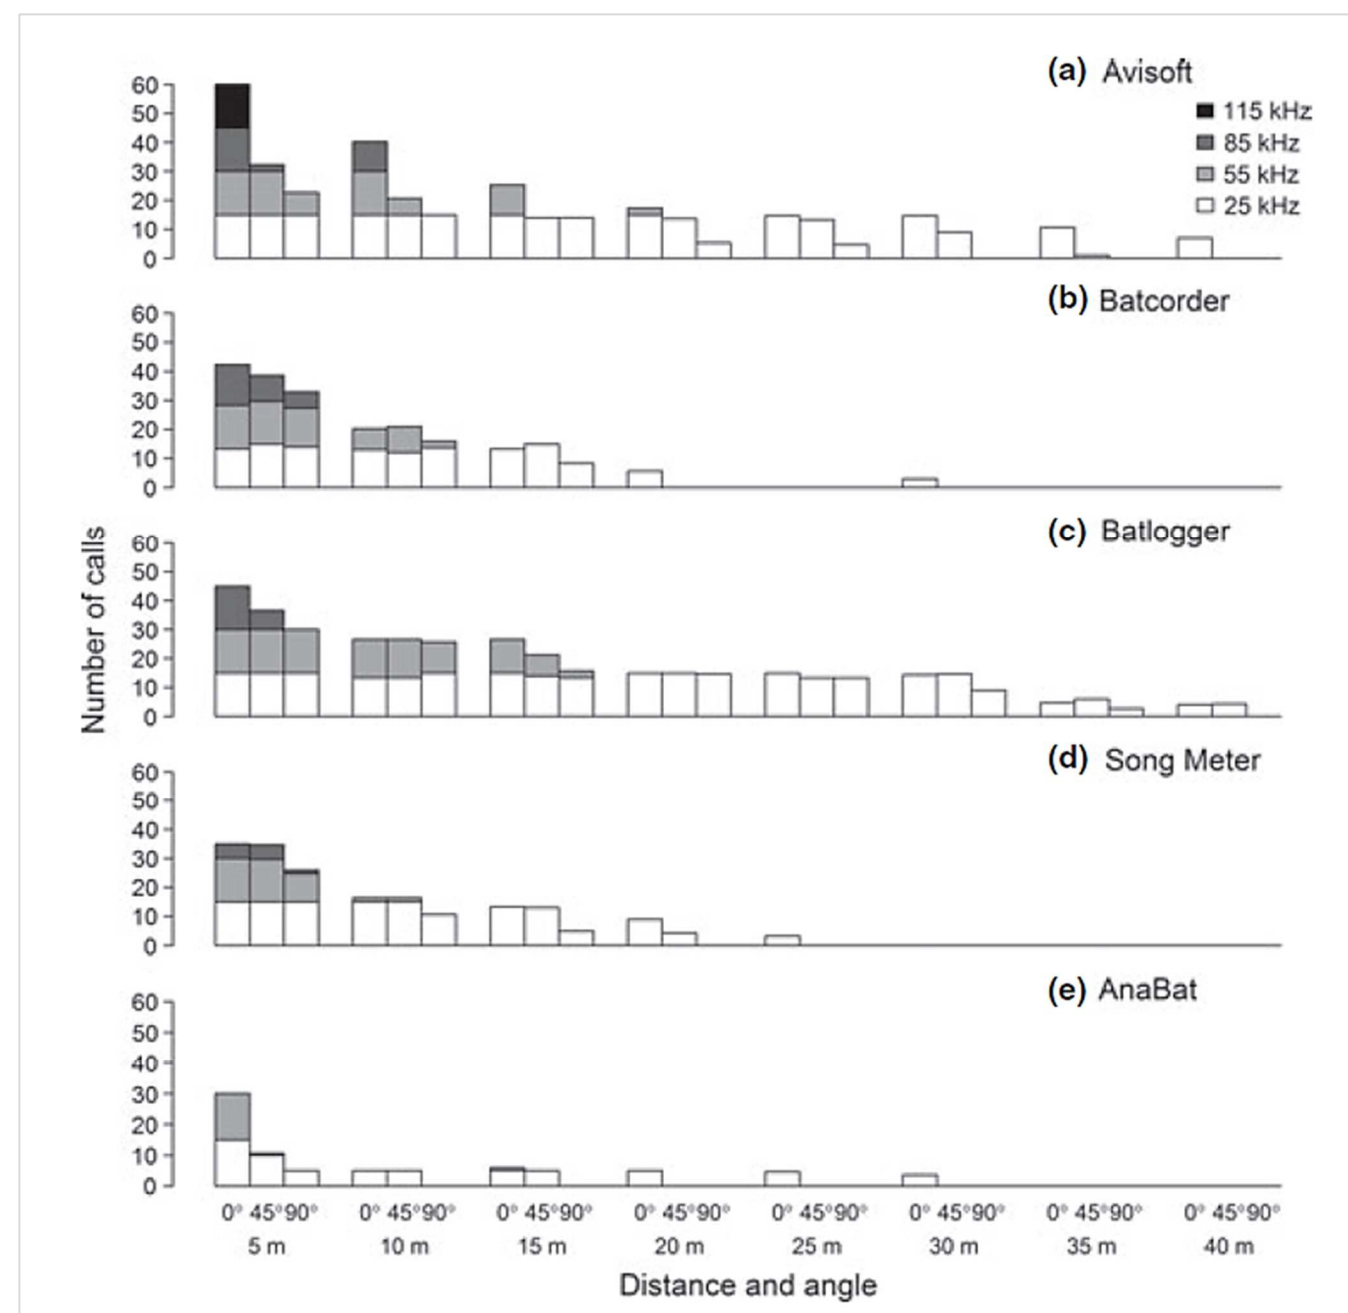 (a) Avisoft
60
50
40
30
20
10
0
115 kHz
85 kHz
55 kHz
25 kHz
(b) Batcorder
60
50
40
30
20
10
0
(c) Batlogger
60
50
40
30
20
10
0
Number of calls
(d) Song Meter
60
50
40
30
20
10
0
(e) AnaBat
60
50
40
30
20
10
0
0° 45°90° 0° 45°90° 0° 45°90° 0° 45°90° 0° 45°90° 0° 45°90° 0° 45°90° 0° 45°90°
5 m 10 m 15 m 20 m 25 m 30 m 35 m 40 m
Distance and angle